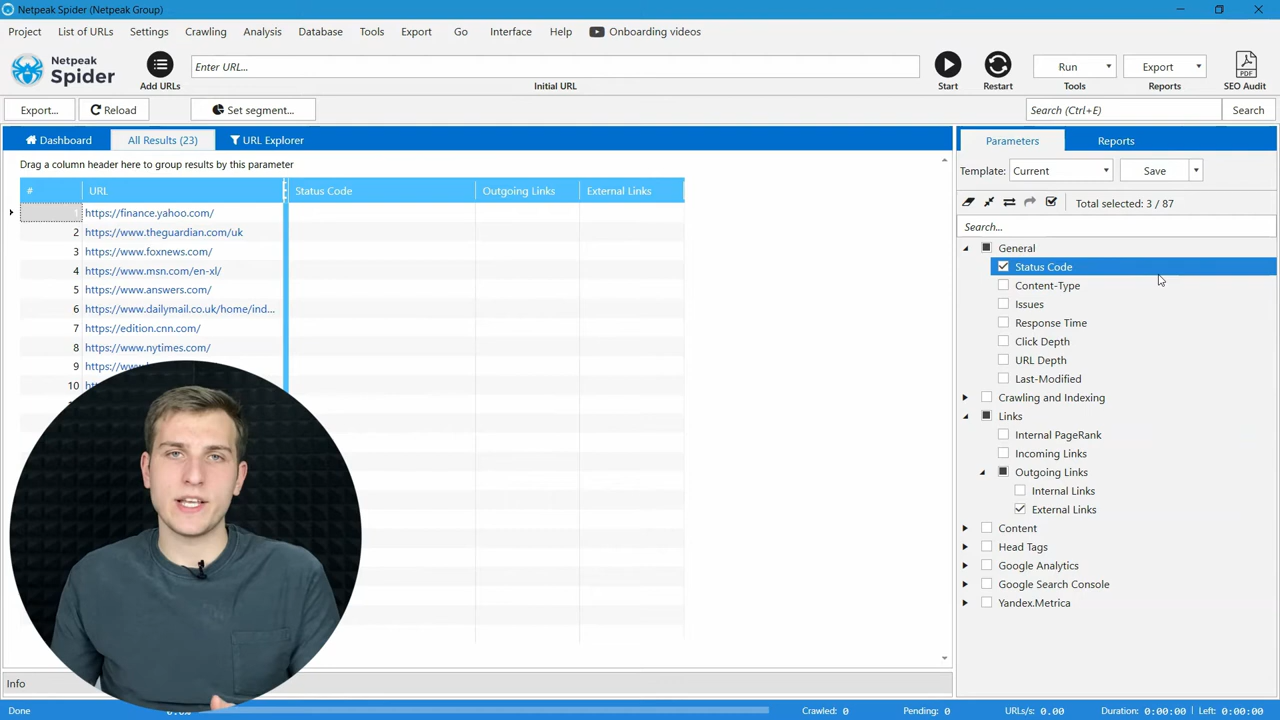 Netpeak Spider (Netpeak Group)
Project List of URLs Settings Crawling Analysis Database Tools Export Go Interface Help Onboarding videos
Netpeak Spider
Add URLs
Enter URL...
Initial URL
Start
Restart
Run
Tools
Export
Reports
PDF
SEO Audit
Export... Reload Set segment... Search (Ctrl+E) Search
Dashboard All Results (23) URL Explorer
Drag a column header here to group results by this parameter
# URL Status Code Outgoing Links External Links
1 https://finance.yahoo.com/
2 https://www.theguardian.com/uk
3 https://www.foxnews.com/
4 https://www.msn.com/en-xl/
5 https://www.answers.com/
6 https://www.dailymail.co.uk/home/ind...
7 https://edition.cnn.com/
8 https://www.nytimes.com/
9
10
Parameters Reports
Template: Current Save
Total selected: 3 / 87
Search...
General
Status Code
Content-Type
Issues
Response Time
Click Depth
URL Depth
Last-Modified
Crawling and Indexing
Links
Internal PageRank
Incoming Links
Outgoing Links
Internal Links
External Links
Content
Head Tags
Google Analytics
Google Search Console
Yandex.Metrica
Info
Done Crawled: 0 Pending: 0 URLs/s: 0.00 Duration: 0:00:00 Left: 0:00:00